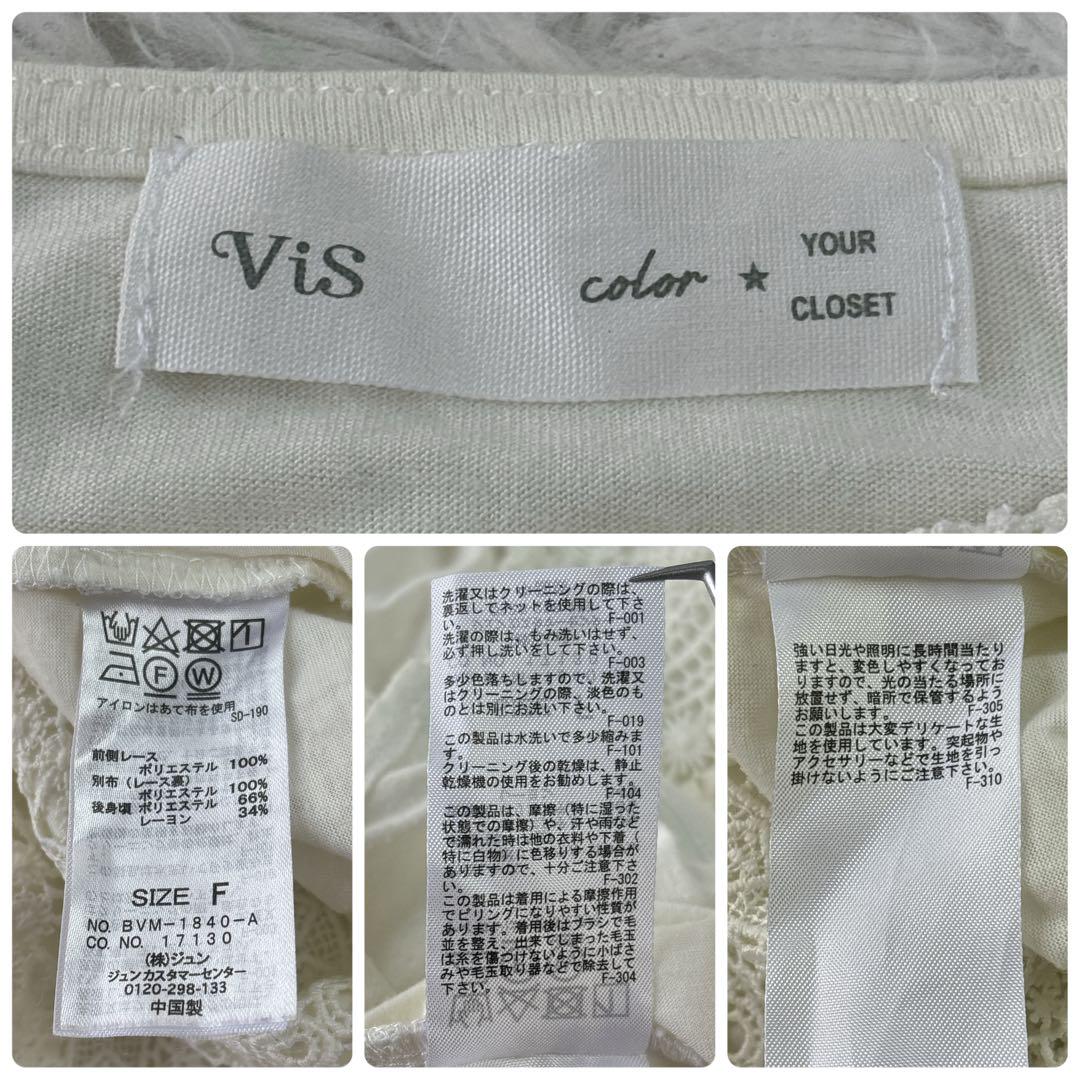 ViS
color ★ YOUR
CLOSET
F W
アイロンはあて布を使用
SD-190
前側レース
ポリエステル 100%
別布(レース裏)
ポリエステル 100%
後身頃 ポリエステル 66%
レーヨン 34%
SIZE F
NO. BVM-1840-A
CO. NO. 17130
(株)ジュン
ジュンカスタマーセンター
0120-298-133
中国製
洗濯又はクリーニングの際は、
裏返してネットを使用して下さ
い。 F-001
洗濯の際は、もみ洗いはせず、
必ず押し洗いをして下さい。
F-003
多少色落ちしますので、洗濯又
はクリーニングの際、淡色のも
のとは別にお洗い下さい。
F-019
この製品は水洗いで多少縮みま
す。 F-101
クリーニング後の乾燥は、静止
乾燥機の使用をお勧めします。
F-104
この製品は、摩擦(特に湿った
状態での摩擦)や、汗や雨など
で濡れた時は他の衣料や下着(
特に白物)に色移りする場合が
ありますので、十分ご注意下さ
い。 F-302
この製品は着用による摩擦作用
でピリングになりやすい性質が
あります。着用後はブラシで毛
並を整え、出来てしまった毛玉
は糸を傷つけないように小ばさ
みや毛玉取り器などで除去して
下さい。 F-304
強い日光や照明に長時間当たり
ますと、変色しやすくなってお
りますので、光の当たる場所に
放置せず、暗所で保管するよう
お願いします。 F-305
この製品は大変デリケートな生
地を使用しています。突起物や
アクセサリーなどで生地を引っ
掛けないようにご注意下さい。
F-310